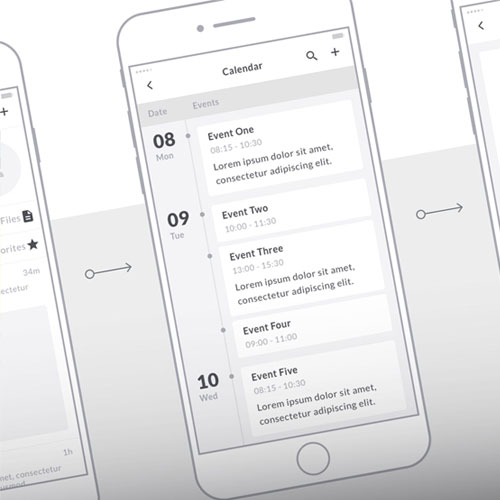 Files
34m
1h
Calendar
Date Events
08
Mon
Event One
08:15 - 10:30
Lorem ipsum dolor sit amet,
consectetur adipiscing elit.
09
Tue
Event Two
10:00 - 11:30
Event Three
13:00 - 15:30
Lorem ipsum dolor sit amet,
consectetur adipiscing elit.
Event Four
09:00 - 11:00
10
Wed
Event Five
08:15 - 10:30
Lorem ipsum dolor sit amet,
consectetur adipiscing elit.